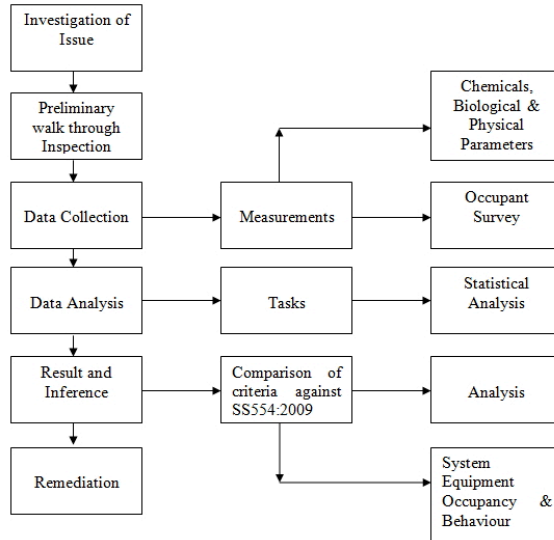 Investigation of
Issue
Preliminary
walk through
Inspection
Chemicals,
Biological &
Physical
Parameters
Data Collection
Measurements
Occupant
Survey
Data Analysis
Tasks
Statistical
Analysis
Result and
Inference
Comparison of
criteria against
SS554:2009
Analysis
Remediation
System
Equipment
Occupancy &
Behaviour